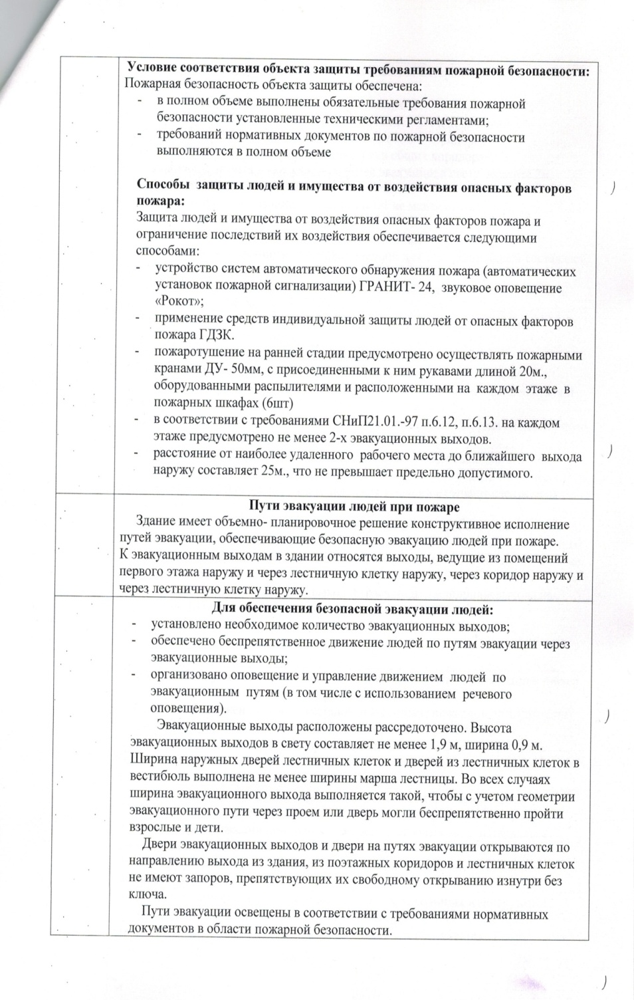 Условие соответствия объекта защиты требованиям пожарной безопасности:
Пожарная безопасность объекта защиты обеспечена:
- в полном объеме выполнены обязательные требования пожарной
безопасности установленные техническими регламентами;
- требований нормативных документов по пожарной безопасности
выполняются в полном объеме
Способы защиты людей и имущества от воздействия опасных факторов
пожара:
Защита людей и имущества от воздействия опасных факторов пожара и
ограничение последствий их воздействия обеспечивается следующими
способами:
- устройство систем автоматического обнаружения пожара (автоматических
установок пожарной сигнализации) ГРАНИТ- 24, звуковое оповещение
«Рокот»;
- применение средств индивидуальной защиты людей от опасных факторов
пожара ГДЗК.
- пожаротушение на ранней стадии предусмотрено осуществлять пожарными
кранами ДУ- 50мм, с присоединенными к ним рукавами длиной 20м.,
оборудованными распылителями и расположенными на каждом этаже в
пожарных шкафах (6шт)
- в соответствии с требованиями СНиП21.01.-97 п.6.12, п.6.13. на каждом
этаже предусмотрено не менее 2-х эвакуационных выходов.
- расстояние от наиболее удаленного рабочего места до ближайшего выхода
наружу составляет 25м., что не превышает предельно допустимого.
Пути эвакуации людей при пожаре
Здание имеет объемно- планировочное решение конструктивное исполнение
путей эвакуации, обеспечивающие безопасную эвакуацию людей при пожаре.
К эвакуационным выходам в здании относятся выходы, ведущие из помещений
первого этажа наружу и через лестничную клетку наружу, через коридор наружу и
через лестничную клетку наружу.
Для обеспечения безопасной эвакуации людей:
- установлено необходимое количество эвакуационных выходов;
- обеспечено беспрепятственное движение людей по путям эвакуации через
эвакуационные выходы;
- организовано оповещение и управление движением людей по
эвакуационным путям (в том числе с использованием речевого
оповещения).
Эвакуационные выходы расположены рассредоточено. Высота
эвакуационных выходов в свету составляет не менее 1,9 м, ширина 0,9 м.
Ширина наружных дверей лестничных клеток и дверей из лестничных клеток в
вестибюль выполнена не менее ширины марша лестницы. Во всех случаях
ширина эвакуационного выхода выполняется такой, чтобы с учетом геометрии
эвакуационного пути через проем или дверь могли беспрепятственно пройти
взрослые и дети.
Двери эвакуационных выходов и двери на путях эвакуации открываются по
направлению выхода из здания, из поэтажных коридоров и лестничных клеток
не имеют запоров, препятствующих их свободному открыванию изнутри без
ключа.
Пути эвакуации освещены в соответствии с требованиями нормативных
документов в области пожарной безопасности.